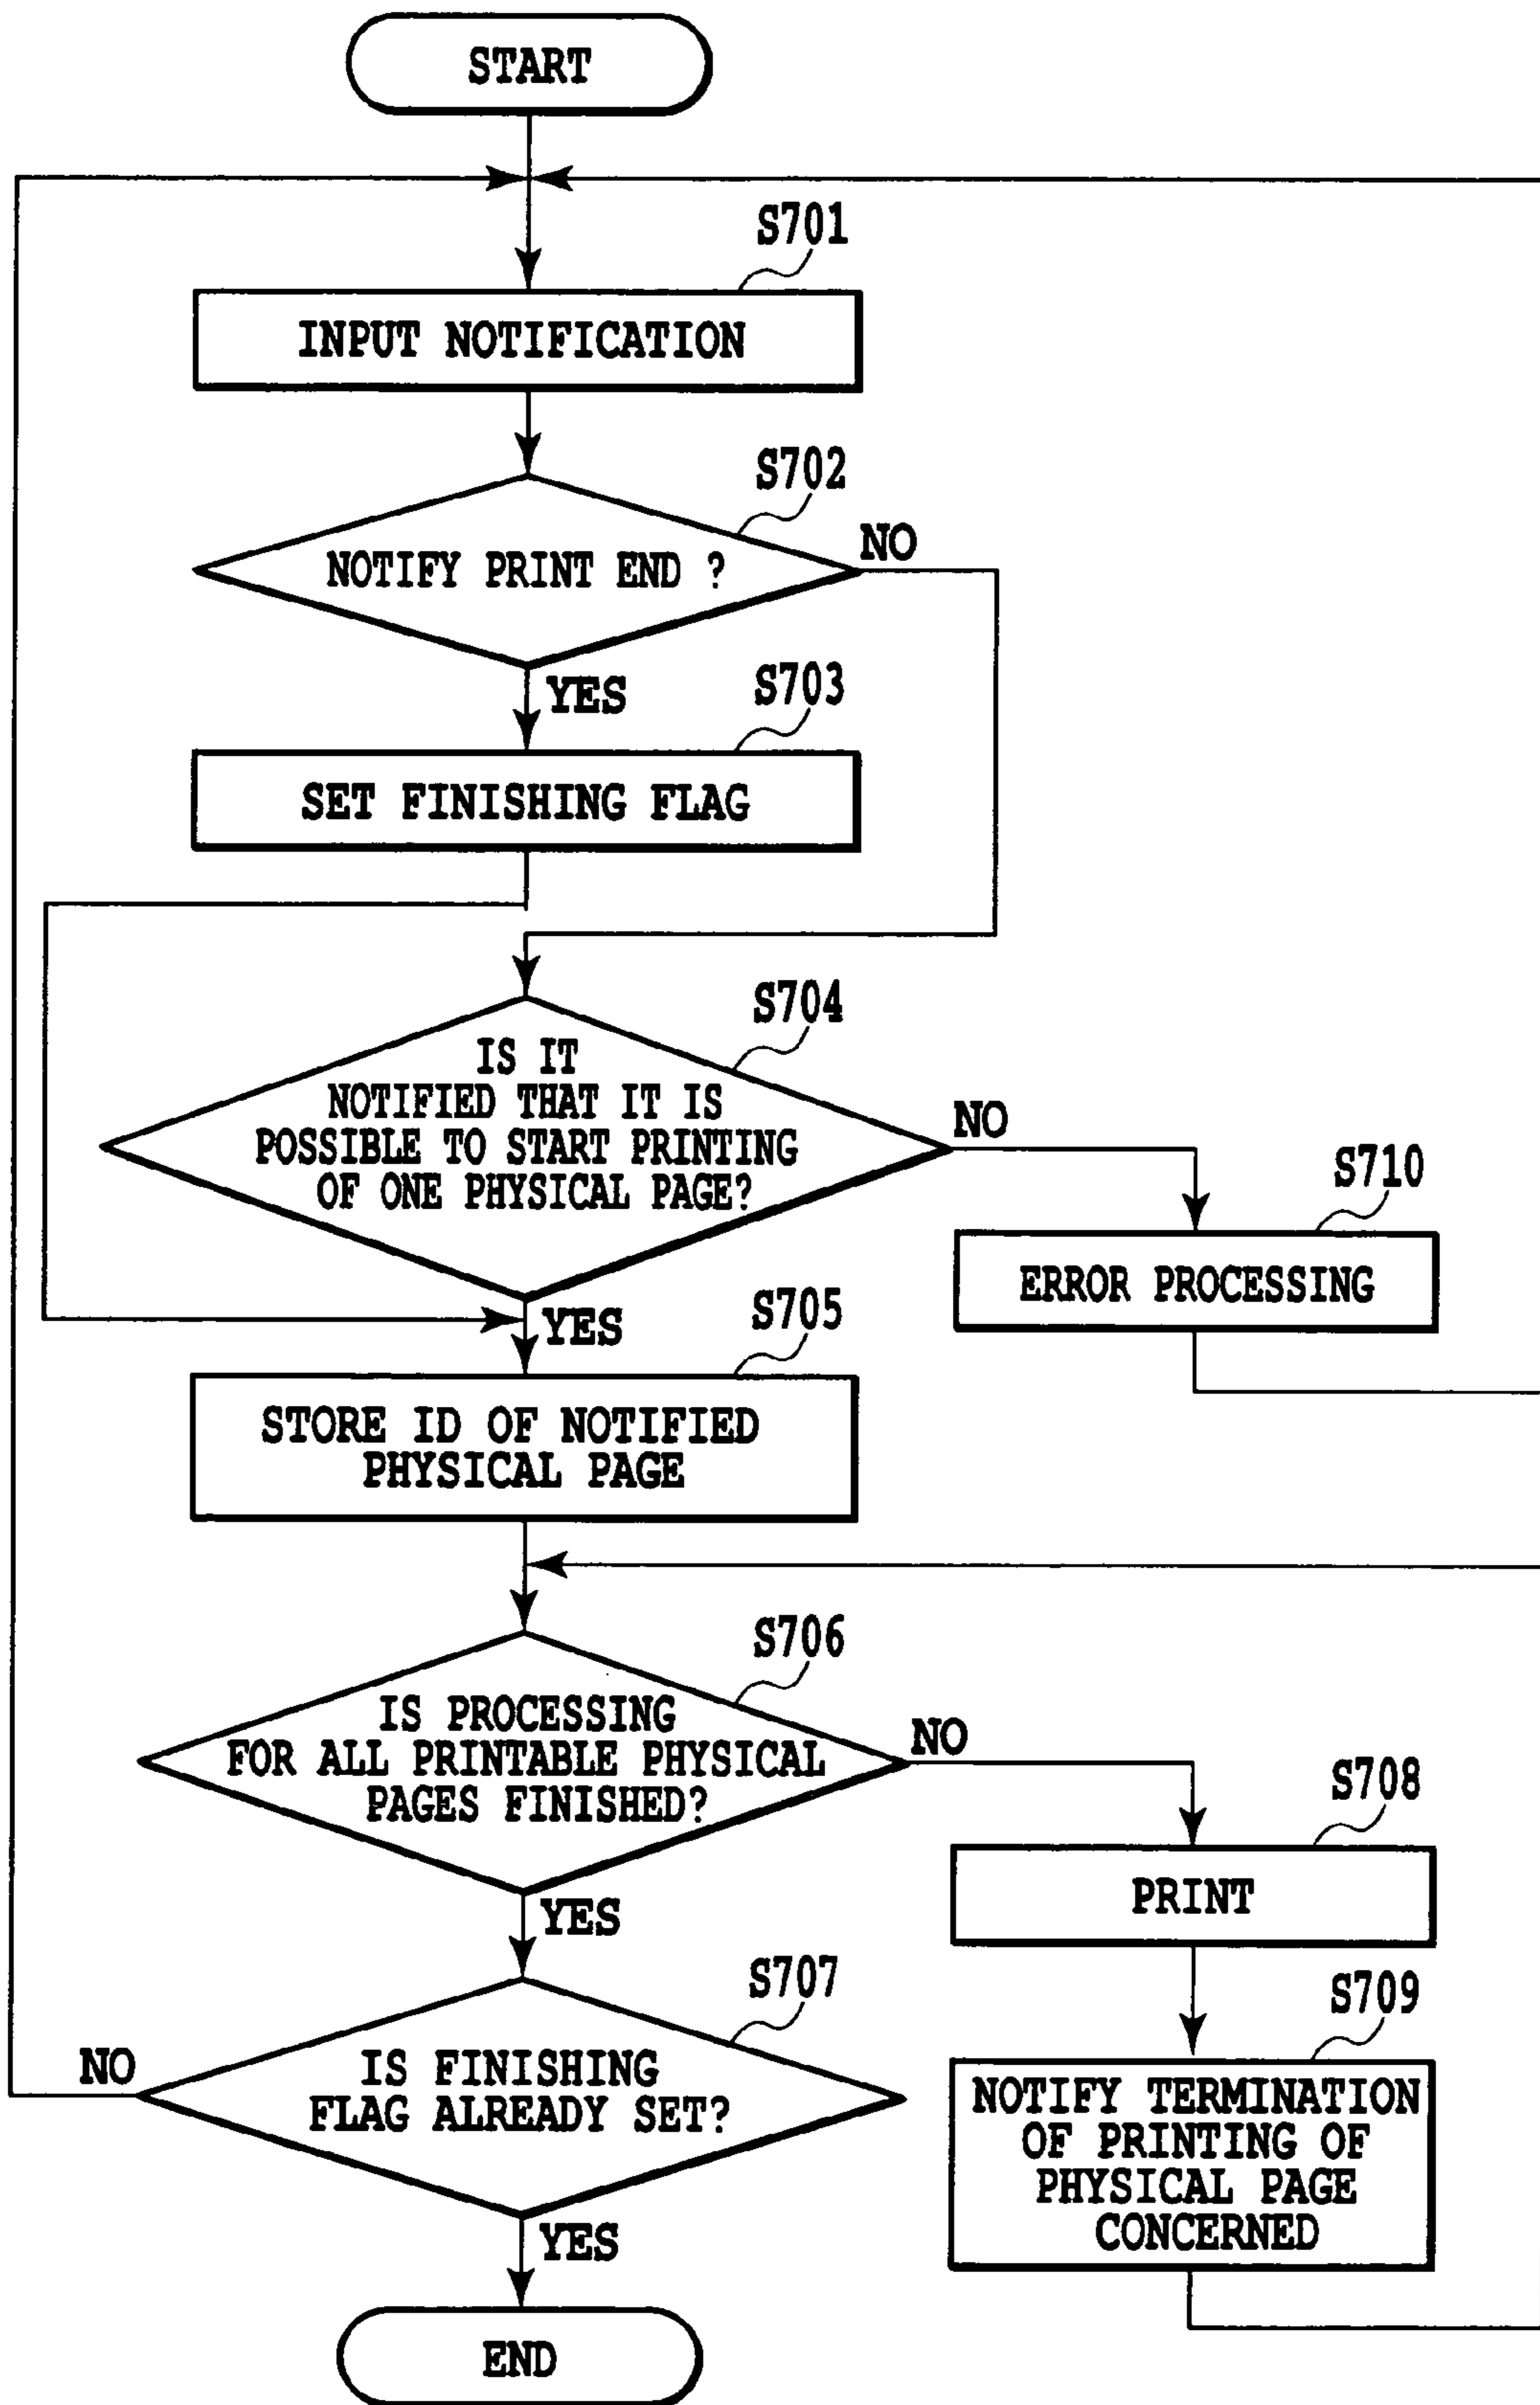 START
S701
INPUT NOTIFICATION
S702
NOTIFY PRINT END ?
NO
YES
S703
SET FINISHING FLAG
S704
IS IT
NOTIFIED THAT IT IS
POSSIBLE TO START PRINTING
OF ONE PHYSICAL PAGE?
NO
S710
ERROR PROCESSING
YES
S705
STORE ID OF NOTIFIED
PHYSICAL PAGE
S706
IS PROCESSING
FOR ALL PRINTABLE PHYSICAL
PAGES FINISHED?
NO
S708
PRINT
YES
S707
IS FINISHING
FLAG ALREADY SET?
NO
S709
NOTIFY TERMINATION
OF PRINTING OF
PHYSICAL PAGE
CONCERNED
YES
END